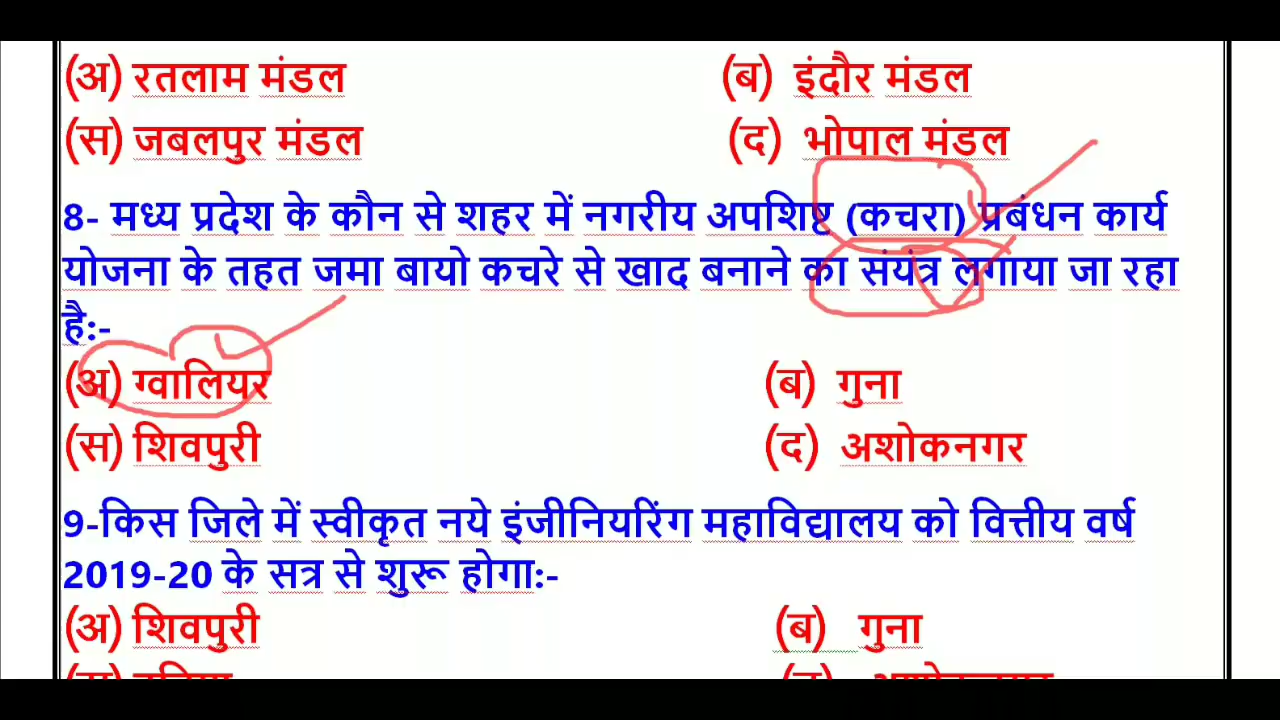 (अ) रतलाम मंडल (ब) इंदौर मंडल
(स) जबलपुर मंडल (द) भोपाल मंडल
8- मध्य प्रदेश के कौन से शहर में नगरीय अपशिष्ट (कचरा) प्रबंधन कार्य
योजना के तहत जमा बायो कचरे से खाद बनाने का संयंत्र लगाया जा रहा
है:-
(अ) ग्वालियर (ब) गुना
(स) शिवपुरी (द) अशोकनगर
9-किस जिले में स्वीकृत नये इंजीनियरिंग महाविद्यालय को वित्तीय वर्ष
2019-20 के सत्र से शुरू होगा:-
(अ) शिवपुरी (ब) गुना